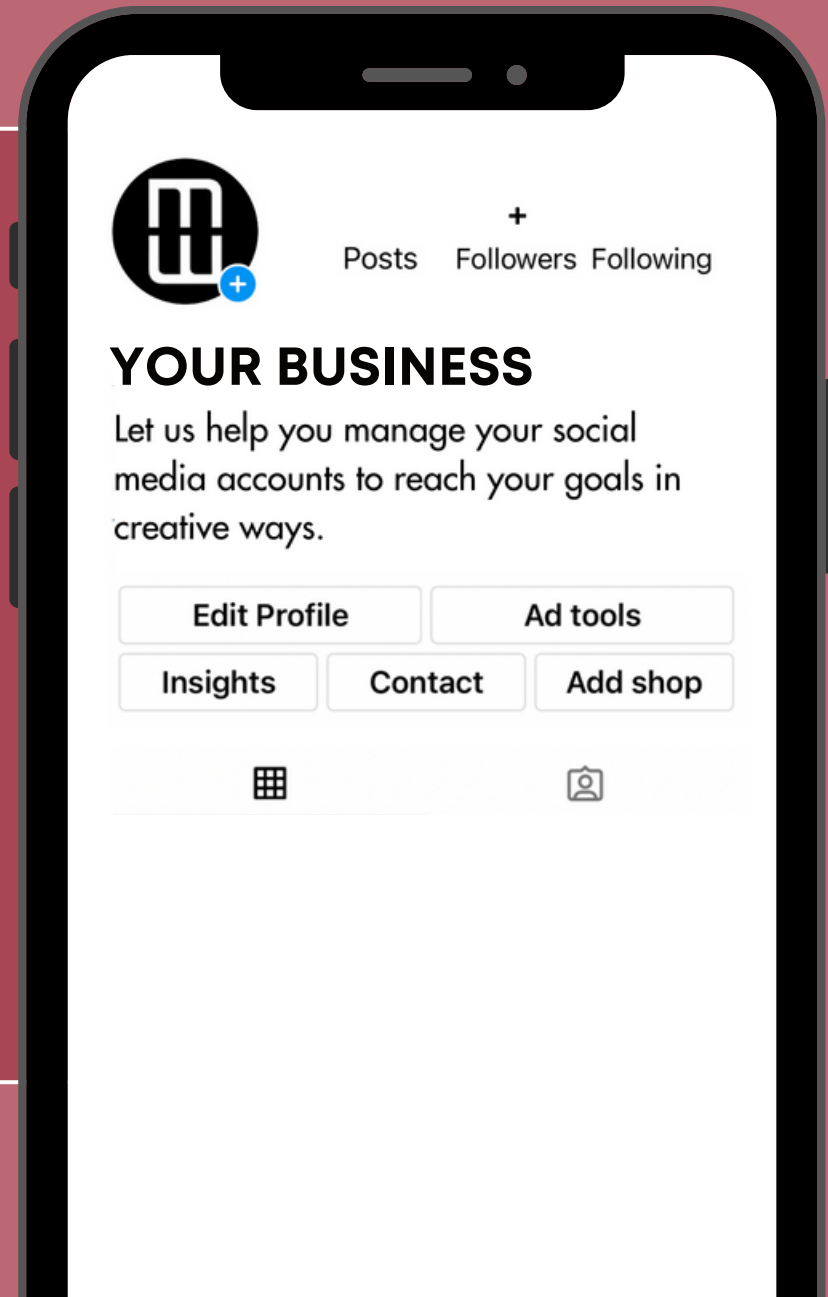 +
Posts Followers Following
YOUR BUSINESS
Let us help you manage your social
media accounts to reach your goals in
creative ways.
Edit Profile Ad tools
Insights Contact Add shop